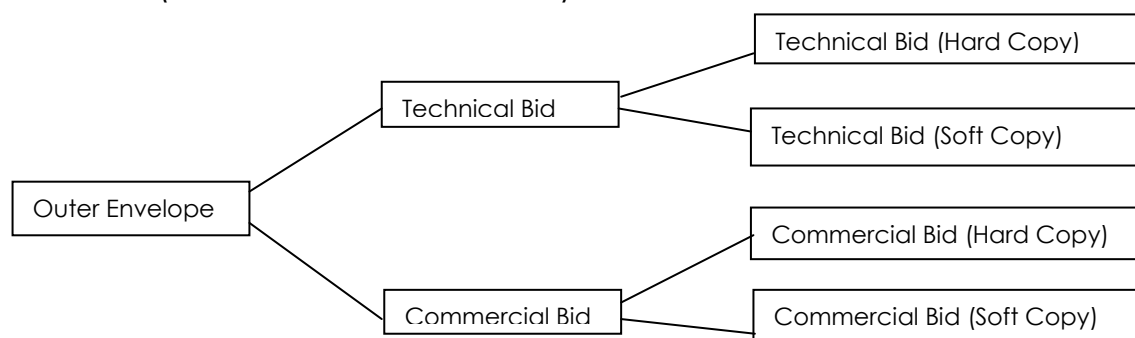 Technical Bid (Hard Copy)
Technical Bid
Technical Bid (Soft Copy)
Outer Envelope
Commercial Bid (Hard Copy)
Commercial Bid
Commercial Bid (Soft Copy)